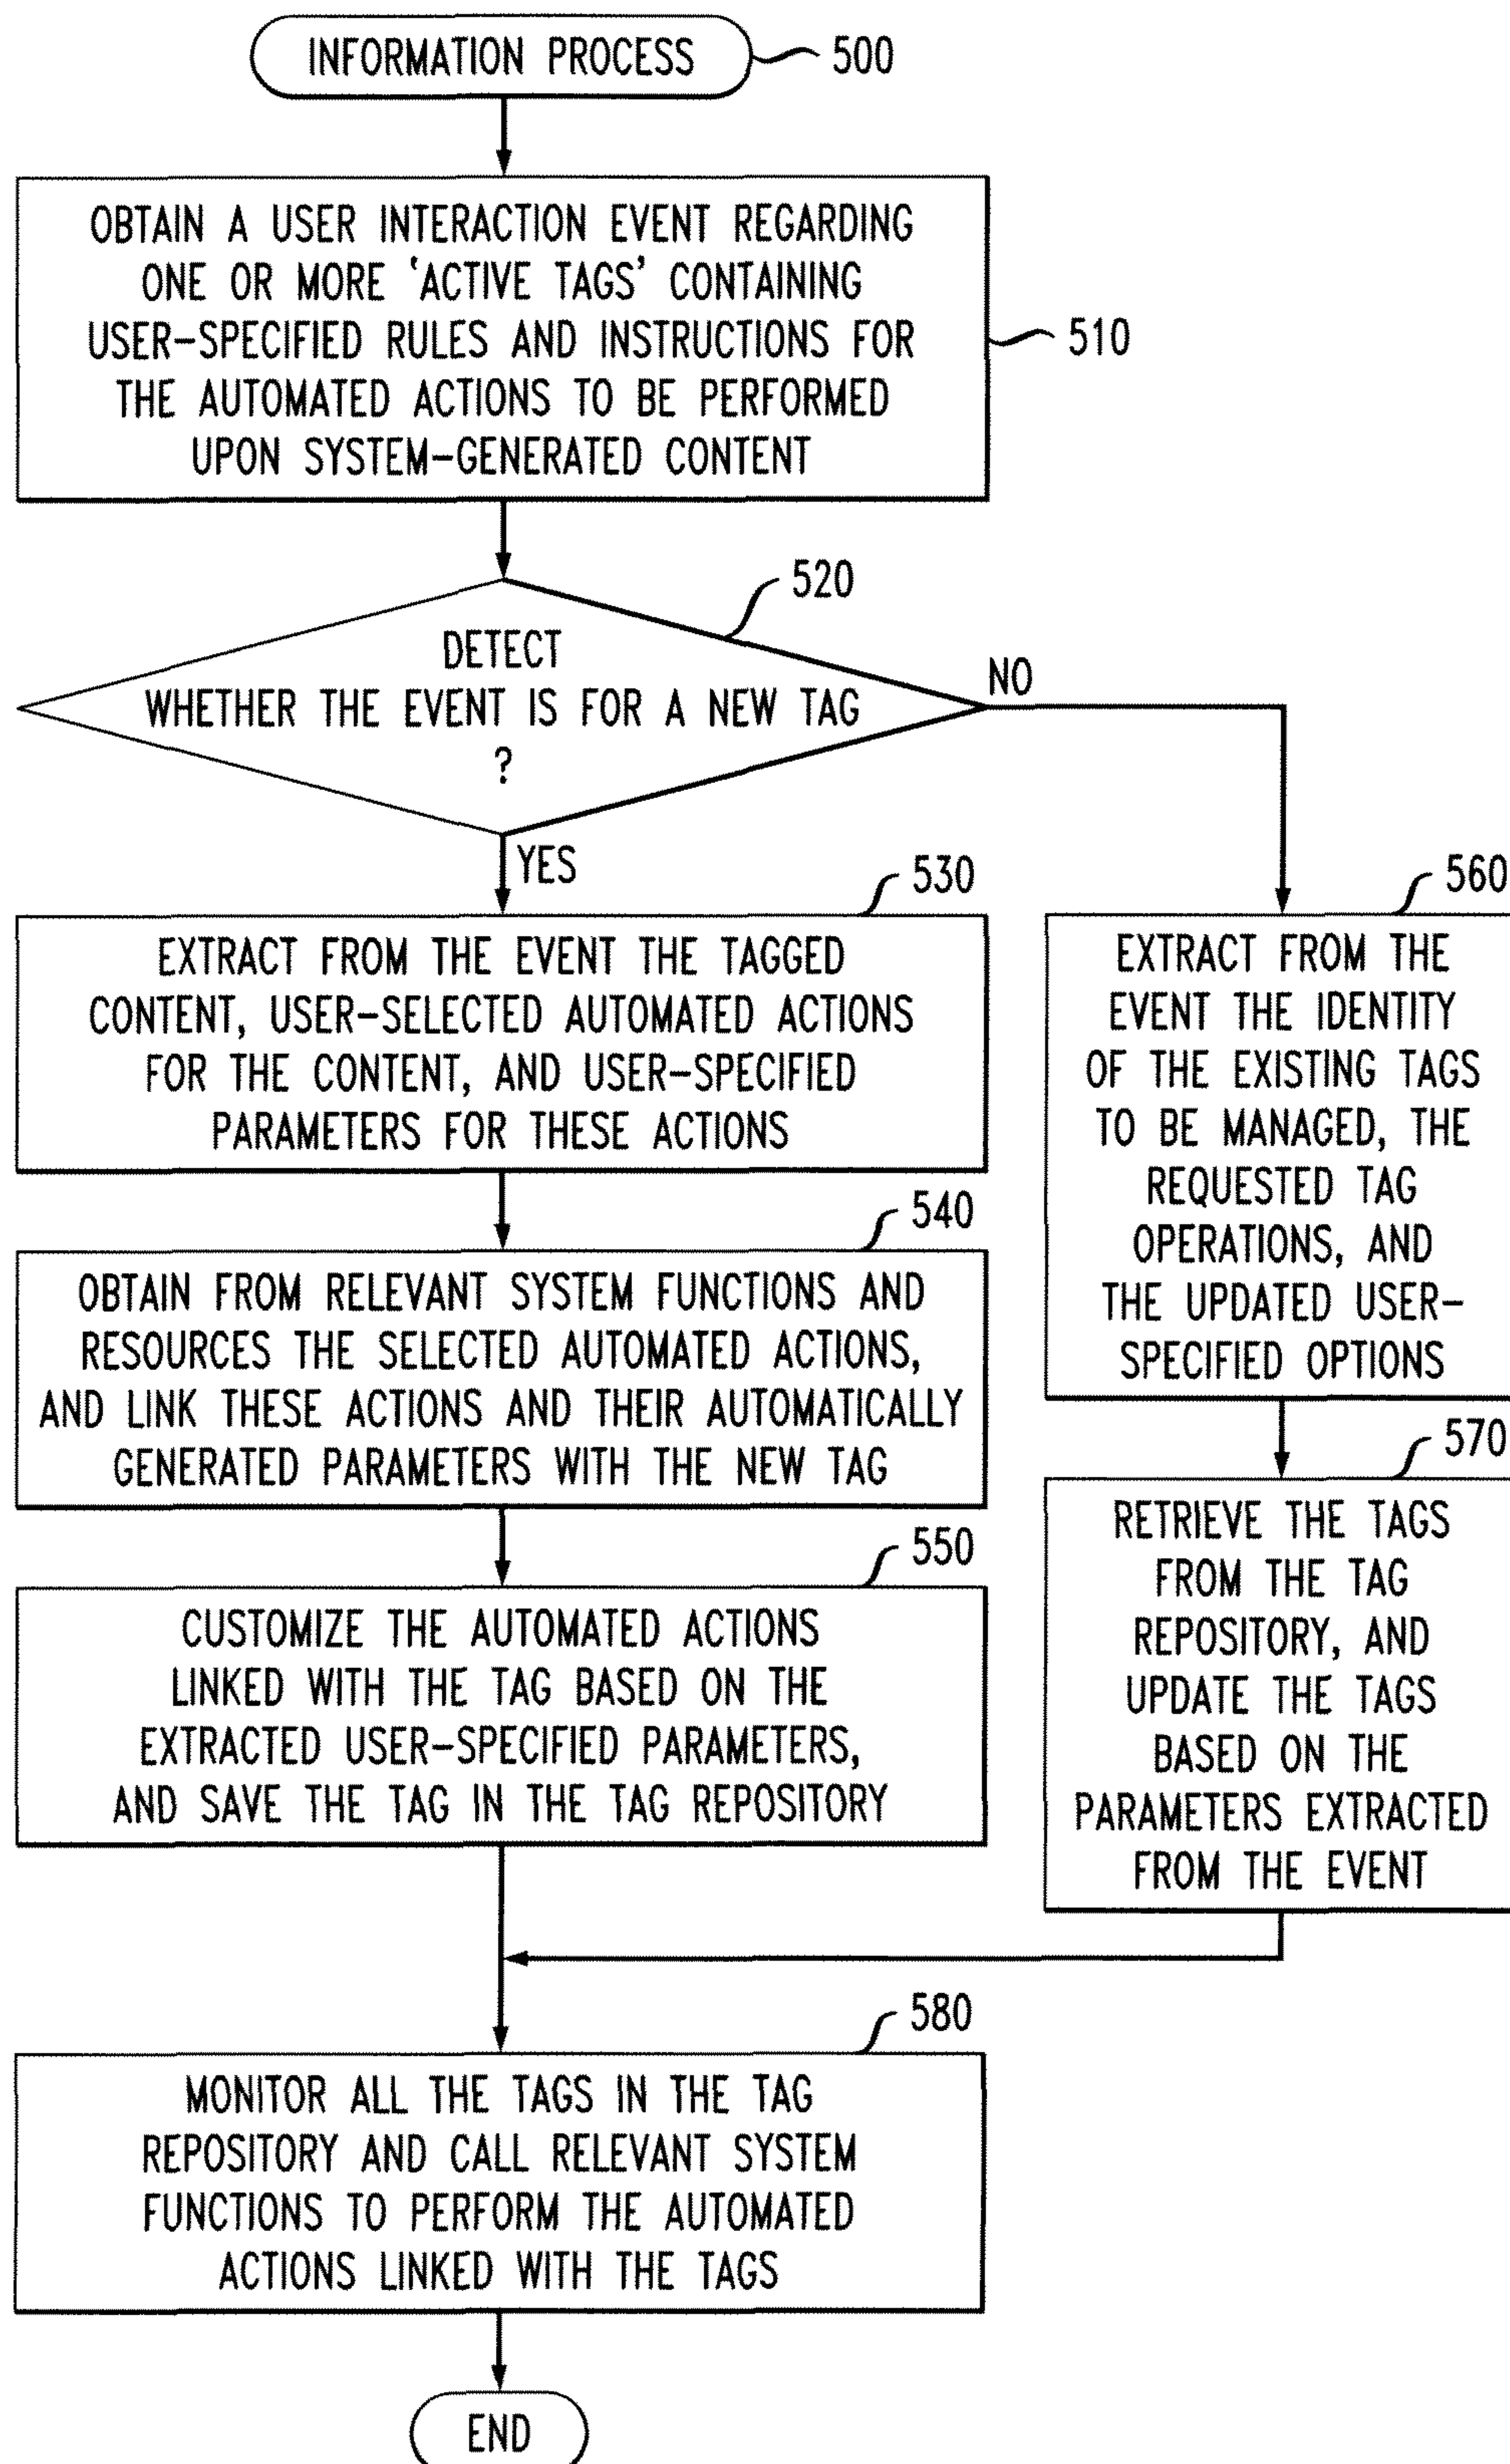 INFORMATION PROCESS
500
OBTAIN A USER INTERACTION EVENT REGARDING
ONE OR MORE 'ACTIVE TAGS' CONTAINING
USER-SPECIFIED RULES AND INSTRUCTIONS FOR
THE AUTOMATED ACTIONS TO BE PERFORMED
UPON SYSTEM-GENERATED CONTENT
510
520
DETECT
WHETHER THE EVENT IS FOR A NEW TAG
?
NO
YES
530
EXTRACT FROM THE EVENT THE TAGGED
CONTENT, USER-SELECTED AUTOMATED ACTIONS
FOR THE CONTENT, AND USER-SPECIFIED
PARAMETERS FOR THESE ACTIONS
540
OBTAIN FROM RELEVANT SYSTEM FUNCTIONS AND
RESOURCES THE SELECTED AUTOMATED ACTIONS,
AND LINK THESE ACTIONS AND THEIR AUTOMATICALLY
GENERATED PARAMETERS WITH THE NEW TAG
550
CUSTOMIZE THE AUTOMATED ACTIONS
LINKED WITH THE TAG BASED ON THE
EXTRACTED USER-SPECIFIED PARAMETERS,
AND SAVE THE TAG IN THE TAG REPOSITORY
560
EXTRACT FROM THE
EVENT THE IDENTITY
OF THE EXISTING TAGS
TO BE MANAGED, THE
REQUESTED TAG
OPERATIONS, AND
THE UPDATED USER-
SPECIFIED OPTIONS
570
RETRIEVE THE TAGS
FROM THE TAG
REPOSITORY, AND
UPDATE THE TAGS
BASED ON THE
PARAMETERS EXTRACTED
FROM THE EVENT
580
MONITOR ALL THE TAGS IN THE TAG
REPOSITORY AND CALL RELEVANT SYSTEM
FUNCTIONS TO PERFORM THE AUTOMATED
ACTIONS LINKED WITH THE TAGS
END